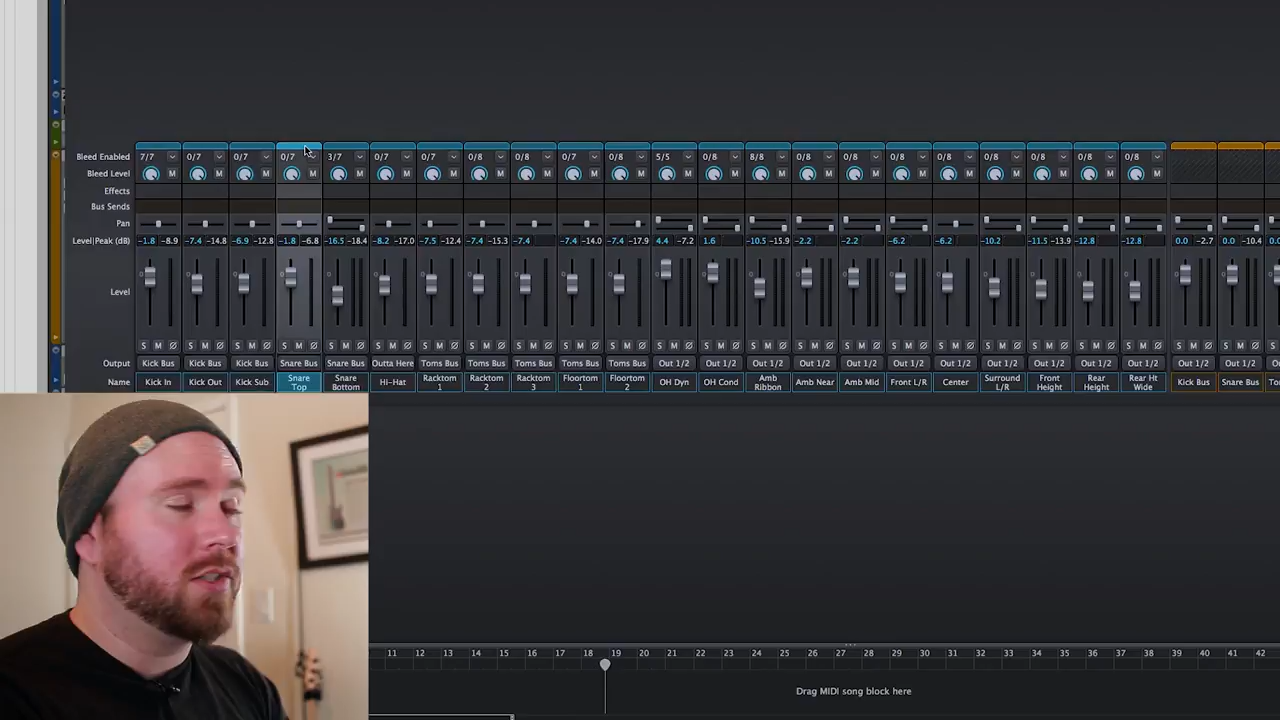 Bleed Enabled 7/7 0/7 0/7 0/7 3/7 0/7 0/7 0/8 0/8 0/7 0/8 5/5 0/8 8/8 0/8 0/8 0/8 0/8 0/8 0/8 0/8 0/8
Bleed Level M M M M M M M M M M M M M M M M M M M M M M
Effects
Bus Sends
Pan
Level|Peak (dB) -1.8 -8.9 -7.4 -14.8 -6.9 -12.8 -1.8 -6.8 -16.5 -18.4 -8.2 -17.0 -7.5 -12.4 -7.4 -15.3 -7.4 -7.4 -14.0 -7.4 -17.9 4.4 -7.2 1.6 -10.5 -15.9 -2.2 -2.2 -6.2 -6.2 -10.2 -11.5 -13.9 -12.8 -12.8 0.0 -2.7 0.0 -10.4 0.0
Level
S M Ø S M Ø S M Ø S M Ø S M Ø S M Ø S M Ø S M Ø S M Ø S M Ø S M Ø S M Ø S M Ø S M Ø S M Ø S M Ø S M Ø S M Ø S M Ø S M Ø S M Ø S M Ø S M Ø S M Ø S
Output Kick Bus Kick Bus Kick Bus Snare Bus Snare Bus Outta Here Toms Bus Toms Bus Toms Bus Toms Bus Toms Bus Out 1/2 Out 1/2 Out 1/2 Out 1/2 Out 1/2 Out 1/2 Out 1/2 Out 1/2 Out 1/2 Out 1/2 Out 1/2 Out 1/2 Out 1/2
Name Kick In Kick Out Kick Sub Snare Top Snare Bottom Hi-Hat Racktom 1 Racktom 2 Racktom 3 Floortom 1 Floortom 2 OH Dyn OH Cond Amb Ribbon Amb Near Amb Mid Front L/R Center Surround L/R Front Height Rear Height Rear Ht Wide Kick Bus Snare Bus
11 12 13 14 15 16 17 18 19 20 21 22 23 24 25 26 27 28 29 30 31 32 33 34 35 36 37 38 39 40 41 42
Drag MIDI song block here